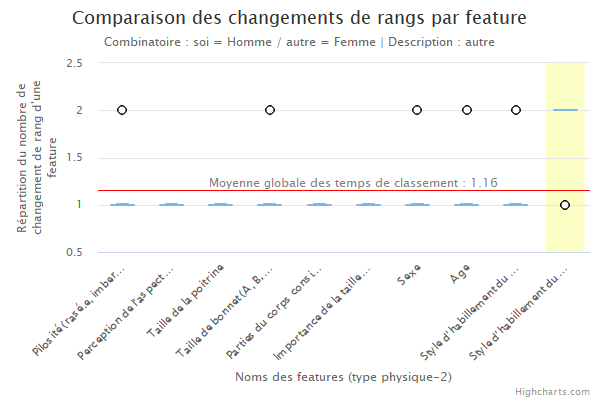 Comparaison des changements de rangs par feature
Combinatoire : soi = Homme / autre = Femme | Description : autre
Répartition du nombre de
changement de rang d'une
feature
2.5
2
1.5
1
0.5
Moyenne globale des temps de classement : 1.16
Pilosité (rasé.e, imber…
Perception de l'aspect…
Taille de la poitrine
Taille de bonnet (A, B,…
Parties du corps consi…
Importance de la taille…
Sexe
Age
Style d'habillement du …
Style d'habillement du …
Noms des features (type physique-2)
Highcharts.com